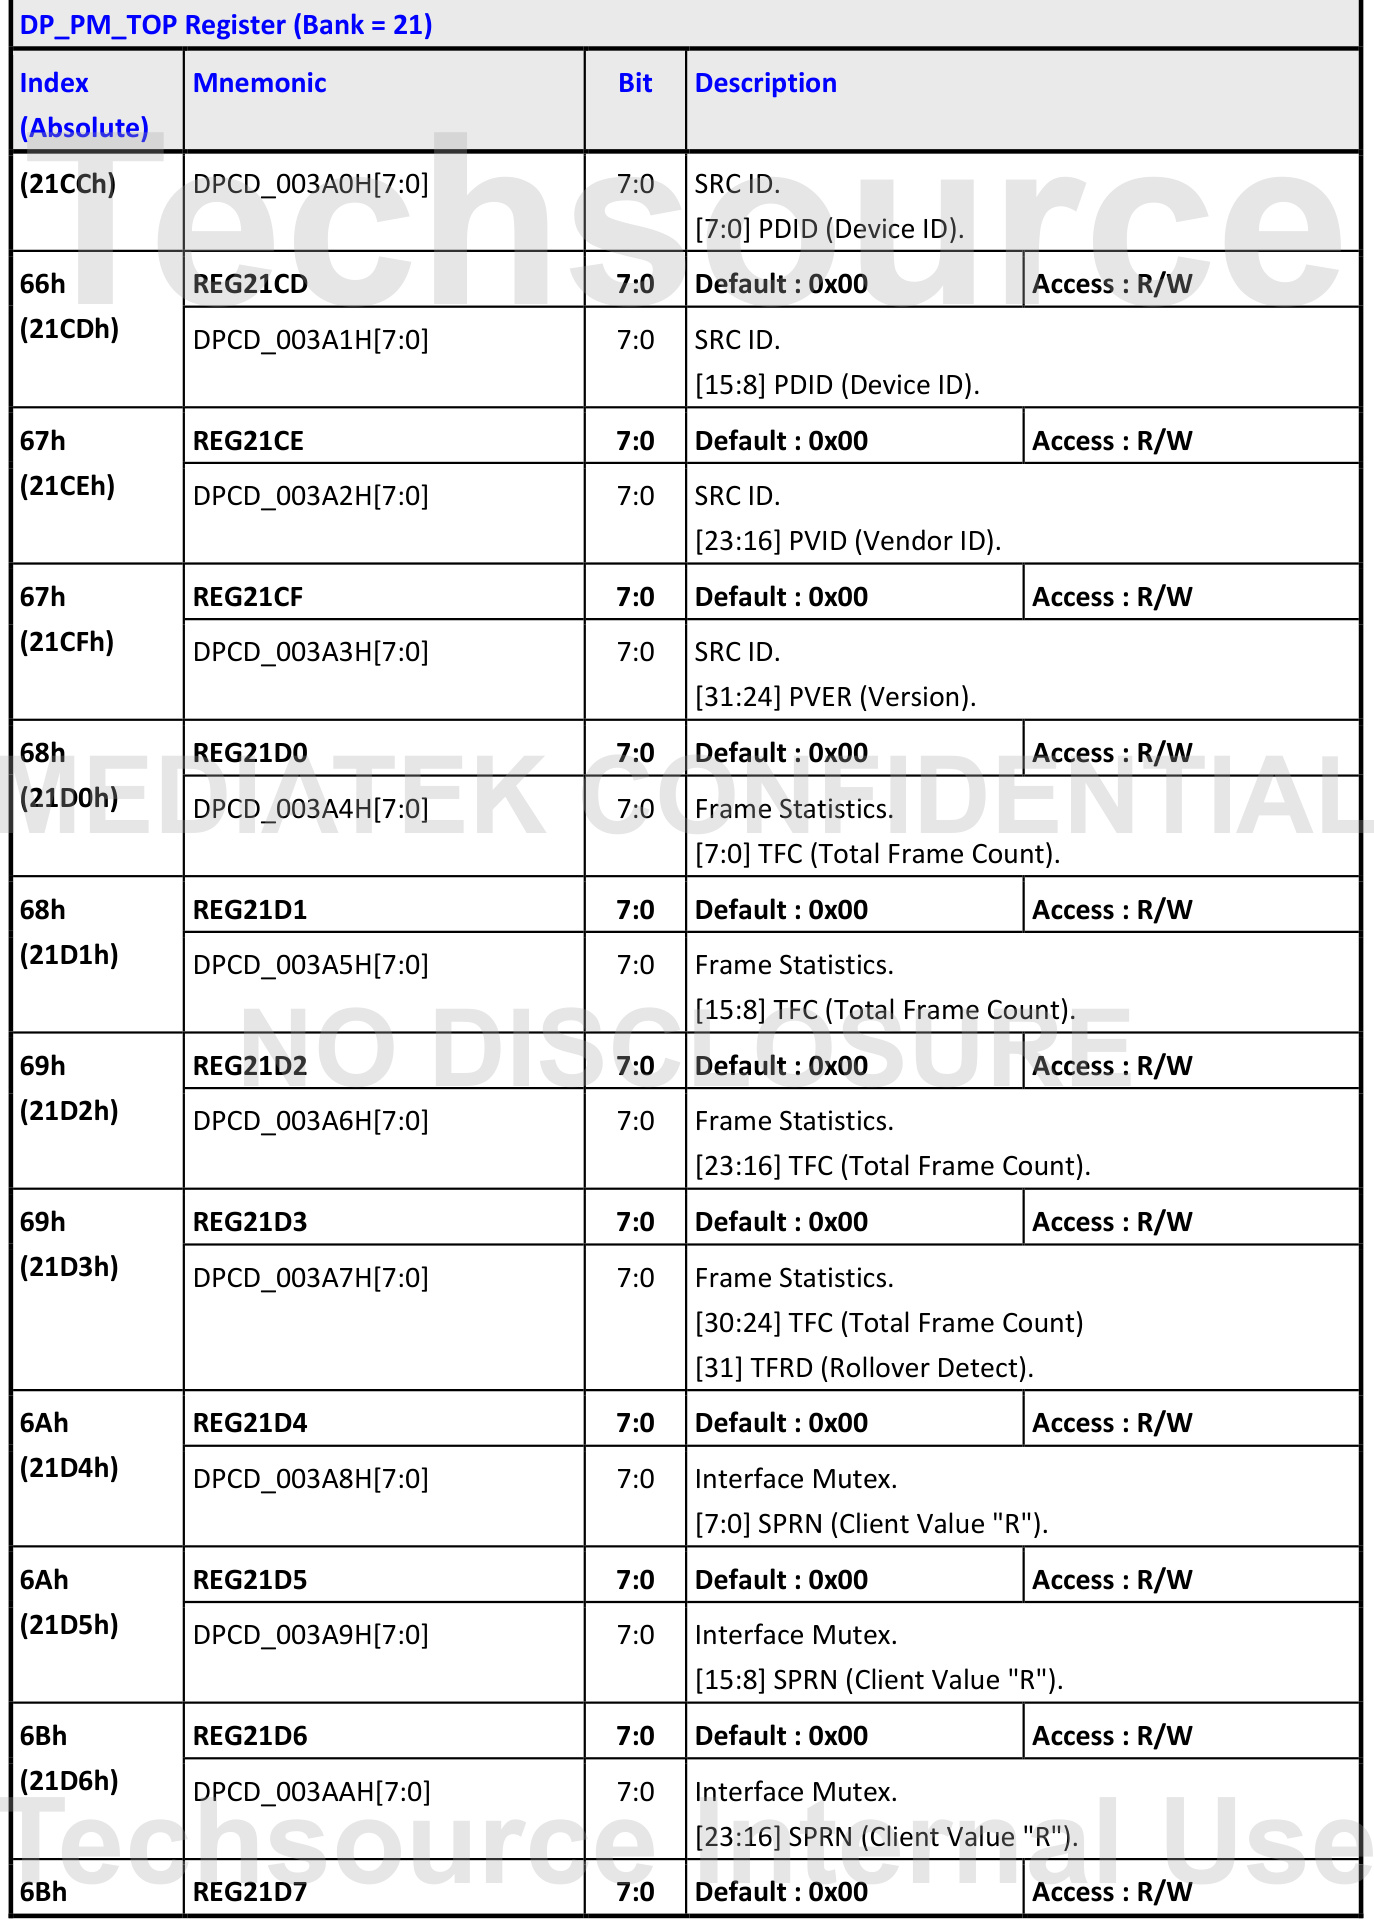 DP_PM_TOP Register (Bank = 21)
Index (Absolute) Mnemonic Bit Description
(21CCh) DPCD_003A0H[7:0] 7:0 SRC ID.
[7:0] PDID (Device ID).
66h REG21CD 7:0 Default : 0x00 Access : R/W
(21CDh) DPCD_003A1H[7:0] 7:0 SRC ID.
[15:8] PDID (Device ID).
67h REG21CE 7:0 Default : 0x00 Access : R/W
(21CEh) DPCD_003A2H[7:0] 7:0 SRC ID.
[23:16] PVID (Vendor ID).
67h REG21CF 7:0 Default : 0x00 Access : R/W
(21CFh) DPCD_003A3H[7:0] 7:0 SRC ID.
[31:24] PVER (Version).
68h REG21D0 7:0 Default : 0x00 Access : R/W
(21D0h) DPCD_003A4H[7:0] 7:0 Frame Statistics.
[7:0] TFC (Total Frame Count).
68h REG21D1 7:0 Default : 0x00 Access : R/W
(21D1h) DPCD_003A5H[7:0] 7:0 Frame Statistics.
[15:8] TFC (Total Frame Count).
69h REG21D2 7:0 Default : 0x00 Access : R/W
(21D2h) DPCD_003A6H[7:0] 7:0 Frame Statistics.
[23:16] TFC (Total Frame Count).
69h REG21D3 7:0 Default : 0x00 Access : R/W
(21D3h) DPCD_003A7H[7:0] 7:0 Frame Statistics.
[30:24] TFC (Total Frame Count)
[31] TFRD (Rollover Detect).
6Ah REG21D4 7:0 Default : 0x00 Access : R/W
(21D4h) DPCD_003A8H[7:0] 7:0 Interface Mutex.
[7:0] SPRN (Client Value "R").
6Ah REG21D5 7:0 Default : 0x00 Access : R/W
(21D5h) DPCD_003A9H[7:0] 7:0 Interface Mutex.
[15:8] SPRN (Client Value "R").
6Bh REG21D6 7:0 Default : 0x00 Access : R/W
(21D6h) DPCD_003AAH[7:0] 7:0 Interface Mutex.
[23:16] SPRN (Client Value "R").
6Bh REG21D7 7:0 Default : 0x00 Access : R/W
Techsource
MEDIATEK CONFIDENTIAL
NO DISCLOSURE
Techsource Internal Use